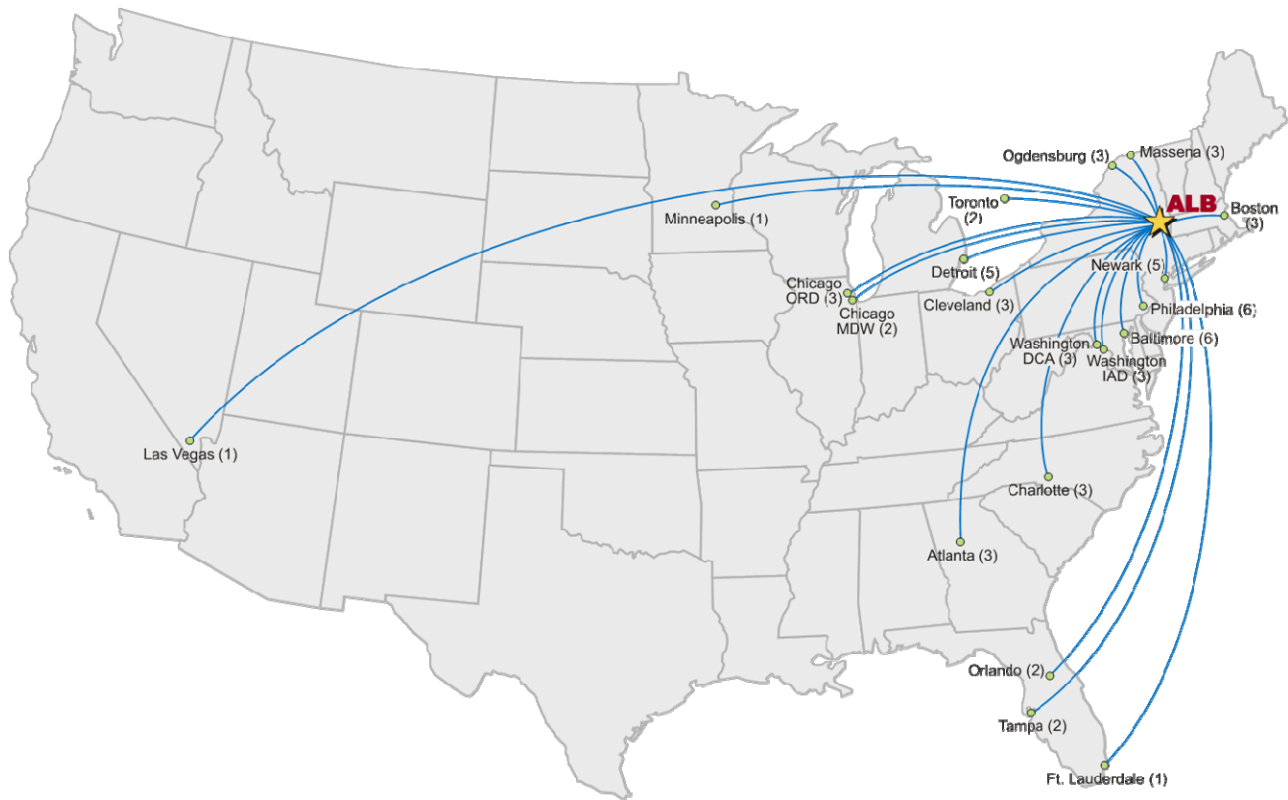 Ogdensburg (3)
Massena (3)
ALB
Toronto
(2)
Boston
(3)
Minneapolis (1)
Detroit (5)
Newark (5)
Chicago
ORD (3)
Chicago
MDW (2)
Cleveland (3)
Philadelphia (6)
Baltimore (6)
Washington
DCA (3)
Washington
IAD (3)
Las Vegas (1)
Charlotte (3)
Atlanta (3)
Orlando (2)
Tampa (2)
Ft. Lauderdale (1)